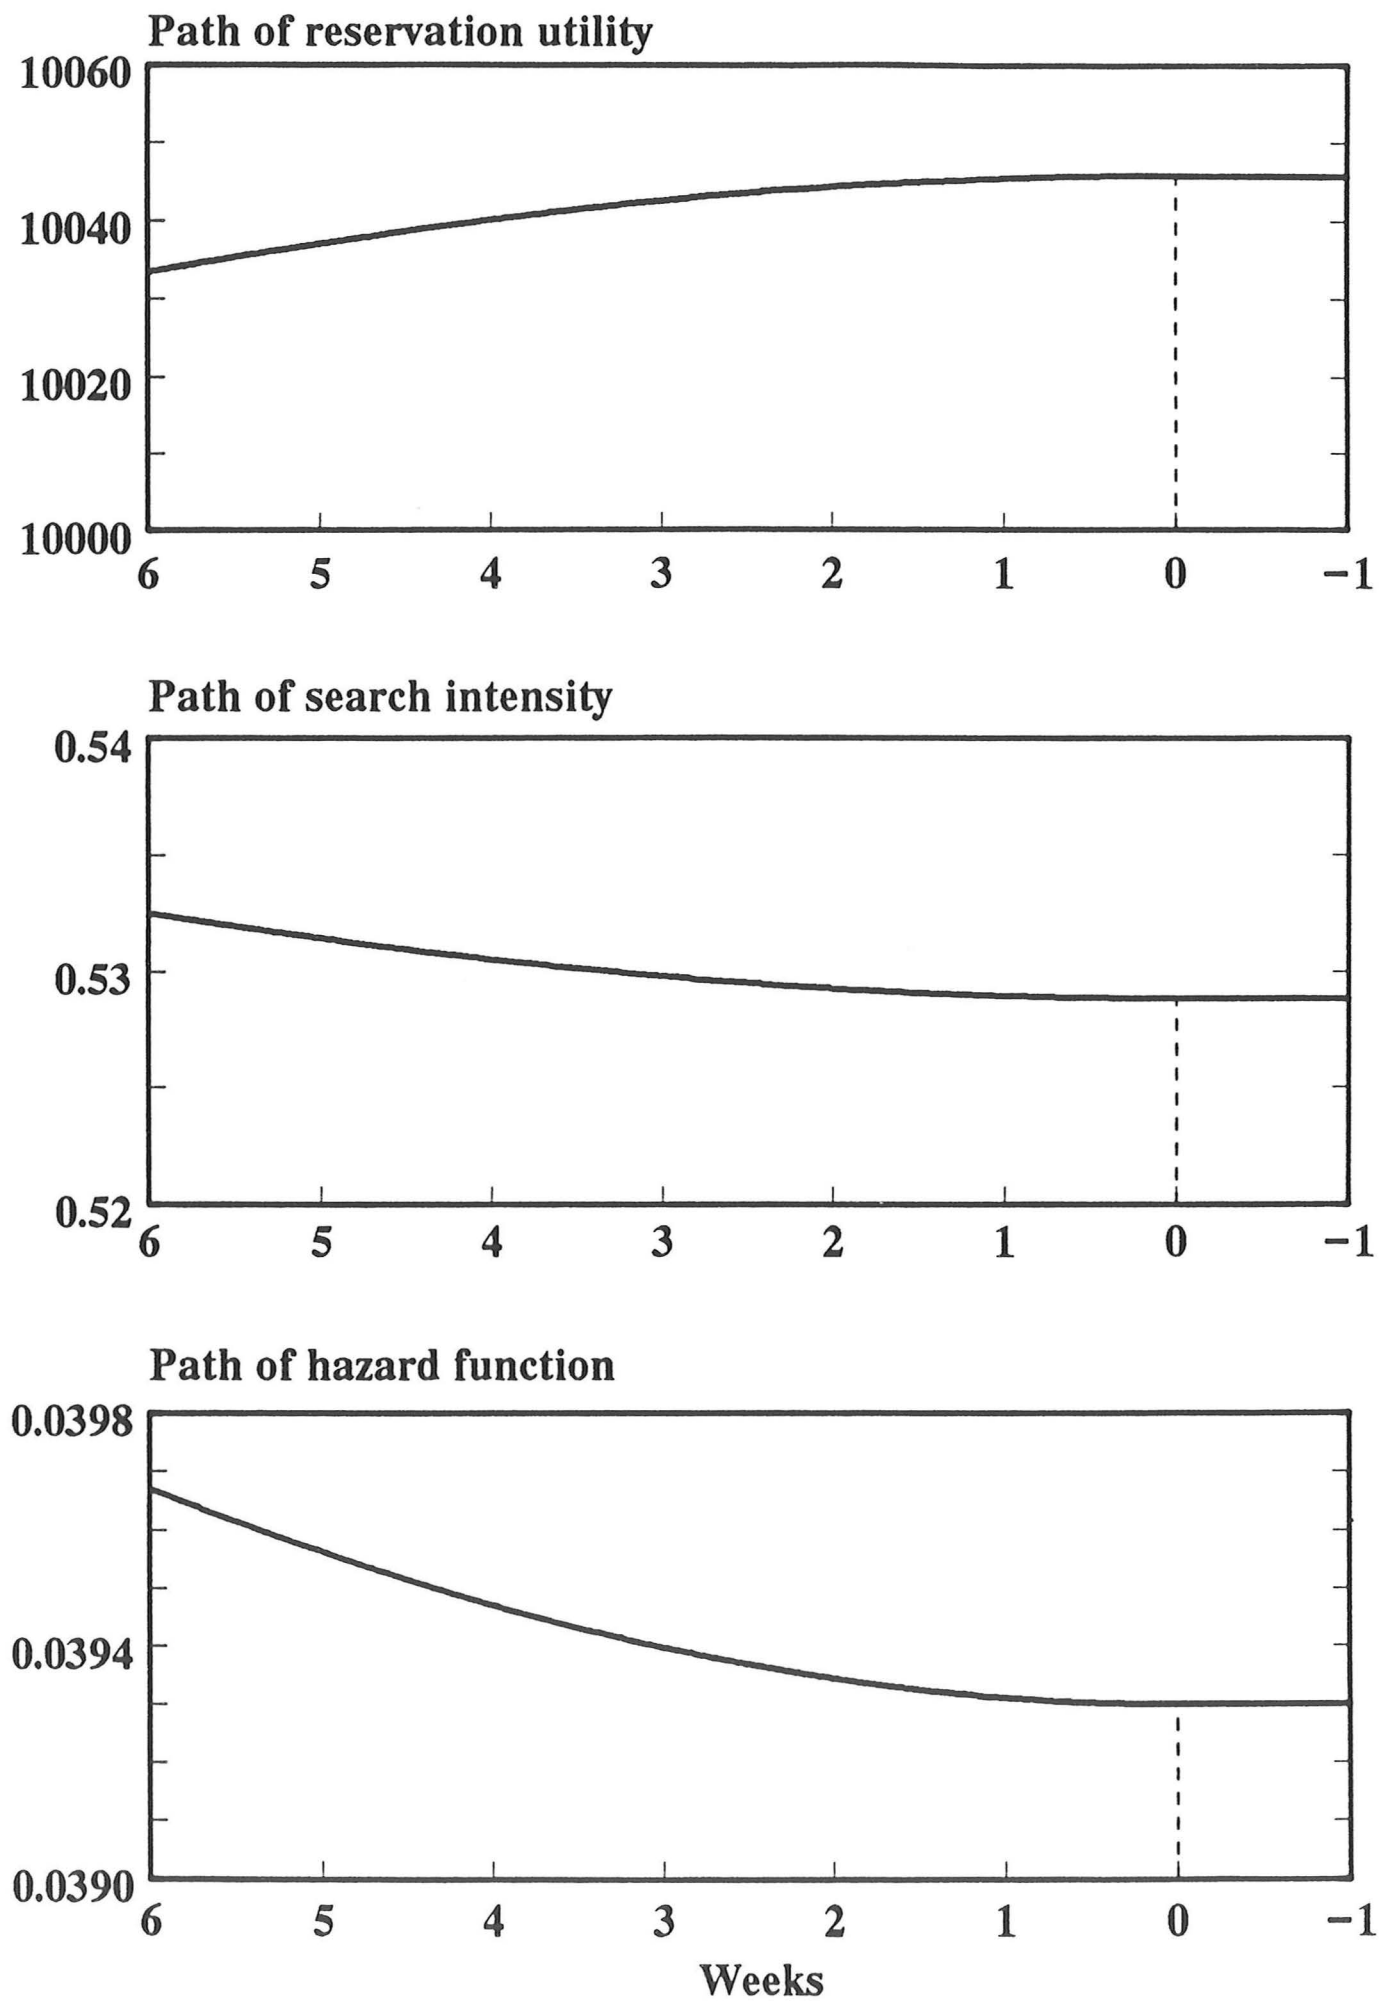 Path of reservation utility
10060
10040
10020
10000
6 5 4 3 2 1 0 −1
Path of search intensity
0.54
0.53
0.52
6 5 4 3 2 1 0 −1
Path of hazard function
0.0398
0.0394
0.0390
6 5 4 3 2 1 0 −1
Weeks